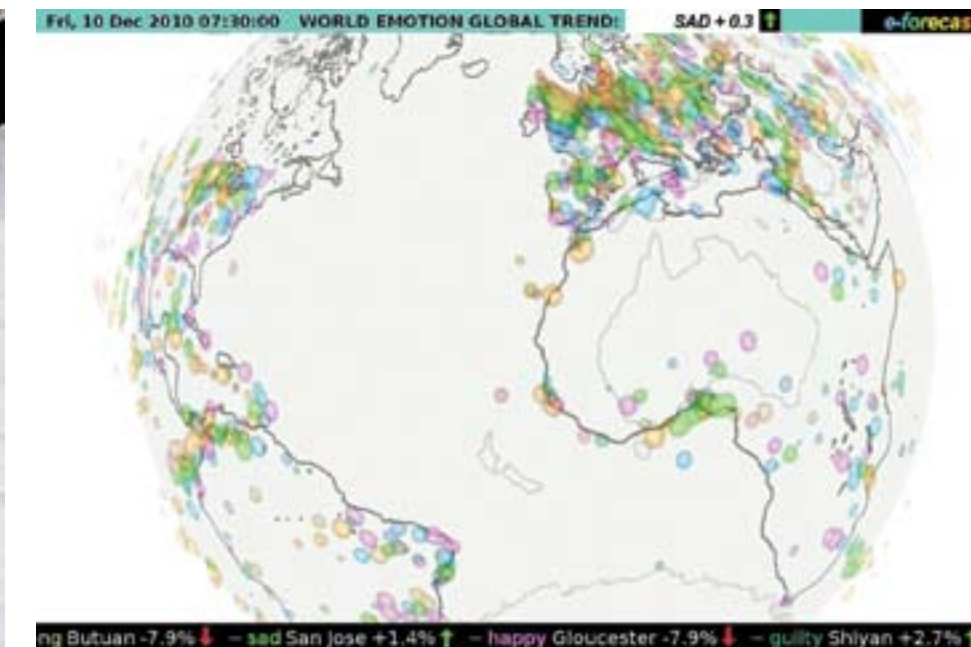 Fri, 10 Dec 2010 07:30:00 WORLD EMOTION GLOBAL TREND: SAD + 0.3 e-forecas
ng Butuan -7.9% – sad San Jose +1.4% – happy Gloucester -7.9% – guilty Shiyan +2.7%